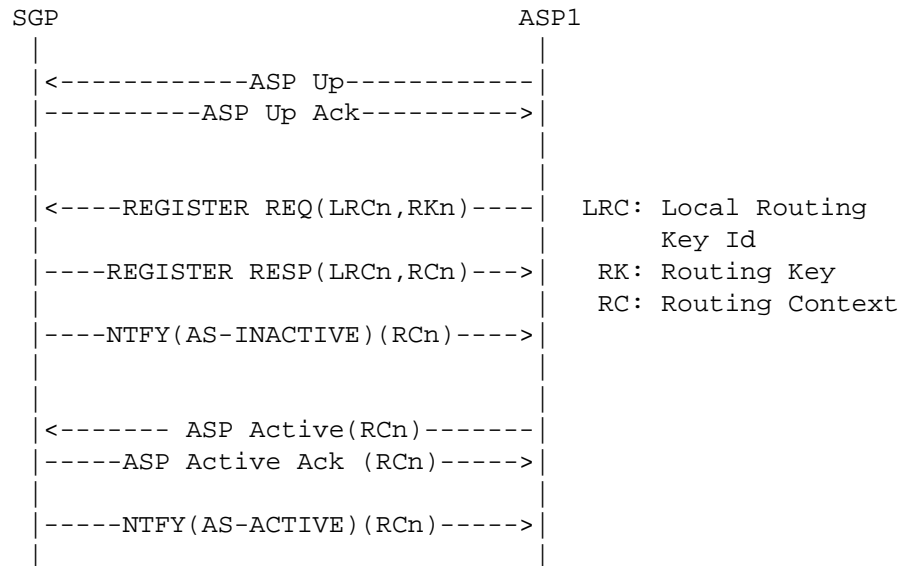 SGP ASP1
|<------------ASP Up------------|
|----------ASP Up Ack---------->|
|<----REGISTER REQ(LRCn,RKn)----| LRC: Local Routing
Key Id
|----REGISTER RESP(LRCn,RCn)--->| RK: Routing Key
RC: Routing Context
|----NTFY(AS-INACTIVE)(RCn)---->|
|<------- ASP Active(RCn)-------|
|-----ASP Active Ack (RCn)----->|
|-----NTFY(AS-ACTIVE)(RCn)----->|